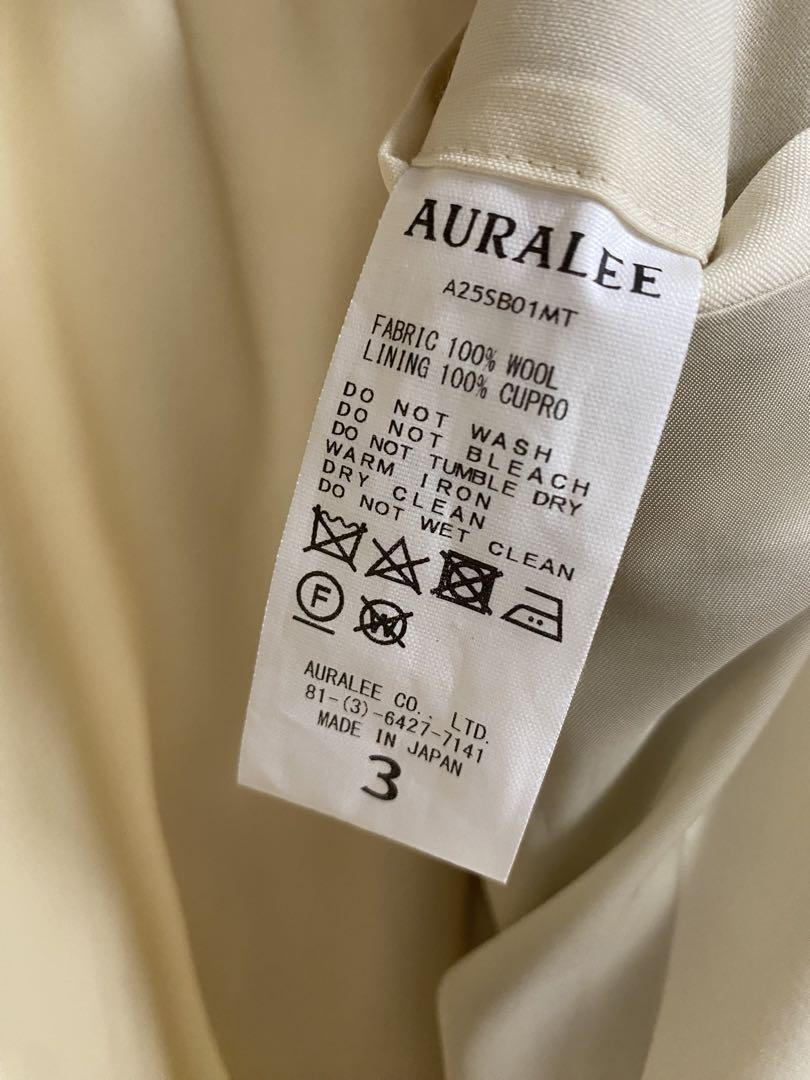 AURALEE
A25SB01MT
FABRIC 100% WOOL
LINING 100% CUPRO
DO NOT WASH
DO NOT BLEACH
DO NOT TUMBLE DRY
WARM IRON
DRY CLEAN
DO NOT WET CLEAN
F W
AURALEE CO., LTD.
81-(3)-6427-7141
MADE IN JAPAN
3